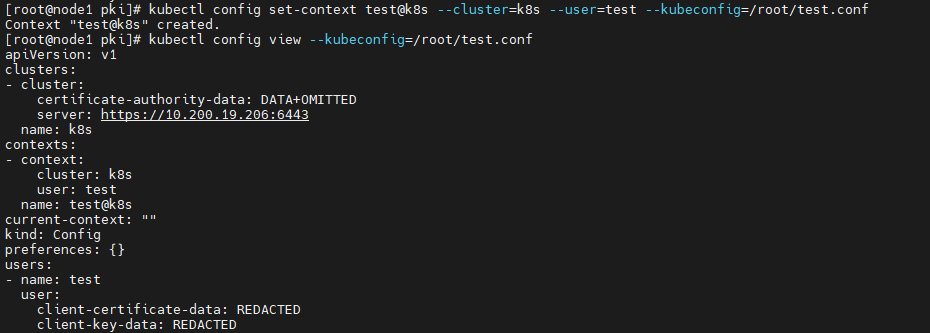 [root@node1 pki]# kubectl config set-context test@k8s --cluster=k8s --user=test --kubeconfig=/root/test.conf
Context "test@k8s" created.
[root@node1 pki]# kubectl config view --kubeconfig=/root/test.conf
apiVersion: v1
clusters:
- cluster:
    certificate-authority-data: DATA+OMITTED
    server: https://10.200.19.206:6443
  name: k8s
contexts:
- context:
    cluster: k8s
    user: test
  name: test@k8s
current-context: ""
kind: Config
preferences: {}
users:
- name: test
  user:
    client-certificate-data: REDACTED
    client-key-data: REDACTED